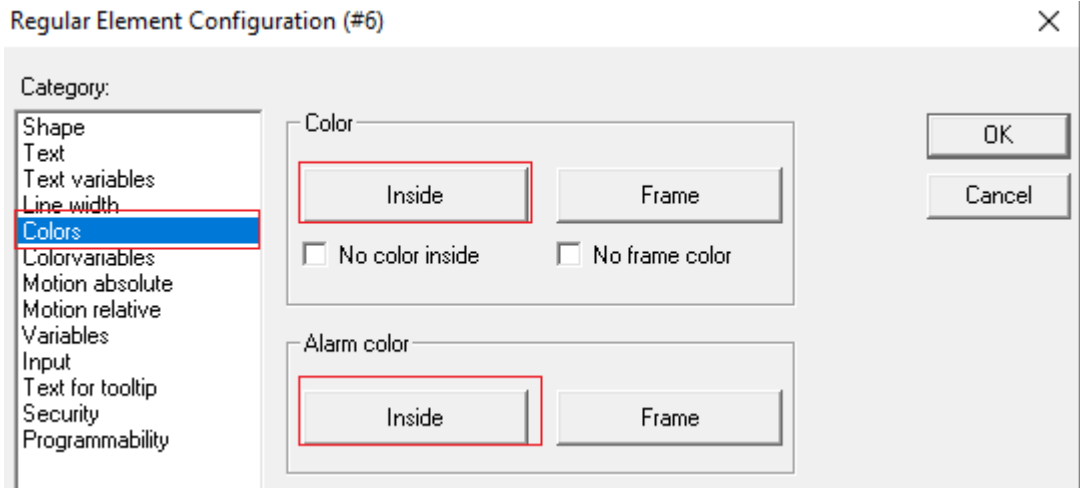 Regular Element Configuration (#6)
Category:
Shape
Text
Text variables
Line width
Colors
Colorvariables
Motion absolute
Motion relative
Variables
Input
Text for tooltip
Security
Programmability
Color
Inside
Frame
No color inside
No frame color
Alarm color
Inside
Frame
OK
Cancel